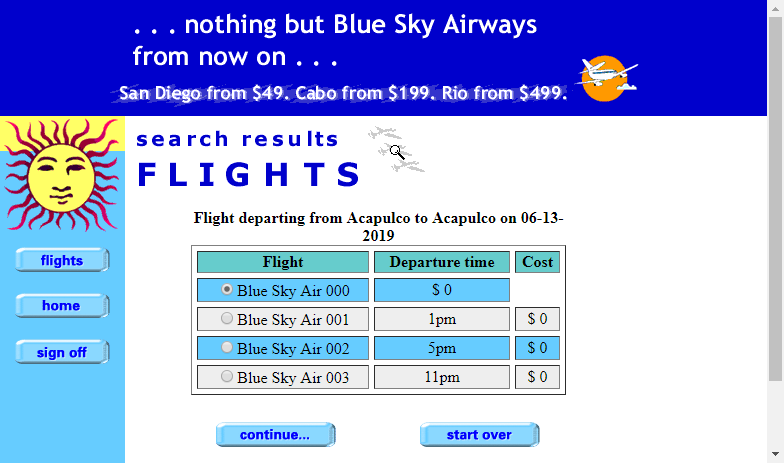 . . . nothing but Blue Sky Airways
from now on . . .
San Diego from $49. Cabo from $199. Rio from $499.
search results
FLIGHTS
flights
home
sign off
Flight departing from Acapulco to Acapulco on 06-13-
2019
Flight Departure time Cost
Blue Sky Air 000 $ 0
Blue Sky Air 001 1pm $ 0
Blue Sky Air 002 5pm $ 0
Blue Sky Air 003 11pm $ 0
continue... start over